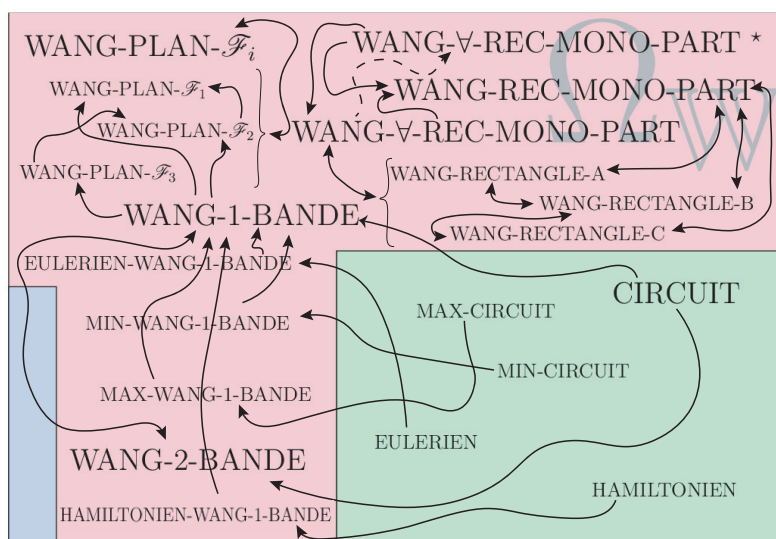 WANG-PLAN-ℱi
WANG-∀-REC-MONO-PART *
WANG-PLAN-ℱ1
WANG-REC-MONO-PART
WANG-PLAN-ℱ2
WANG-∀-REC-MONO-PART
Ω
W
WANG-PLAN-ℱ3
WANG-RECTANGLE-A
WANG-RECTANGLE-B
WANG-1-BANDE
WANG-RECTANGLE-C
EULERIEN-WANG-1-BANDE
CIRCUIT
MAX-CIRCUIT
MIN-WANG-1-BANDE
MIN-CIRCUIT
MAX-WANG-1-BANDE
EULERIEN
WANG-2-BANDE
HAMILTONIEN
HAMILTONIEN-WANG-1-BANDE